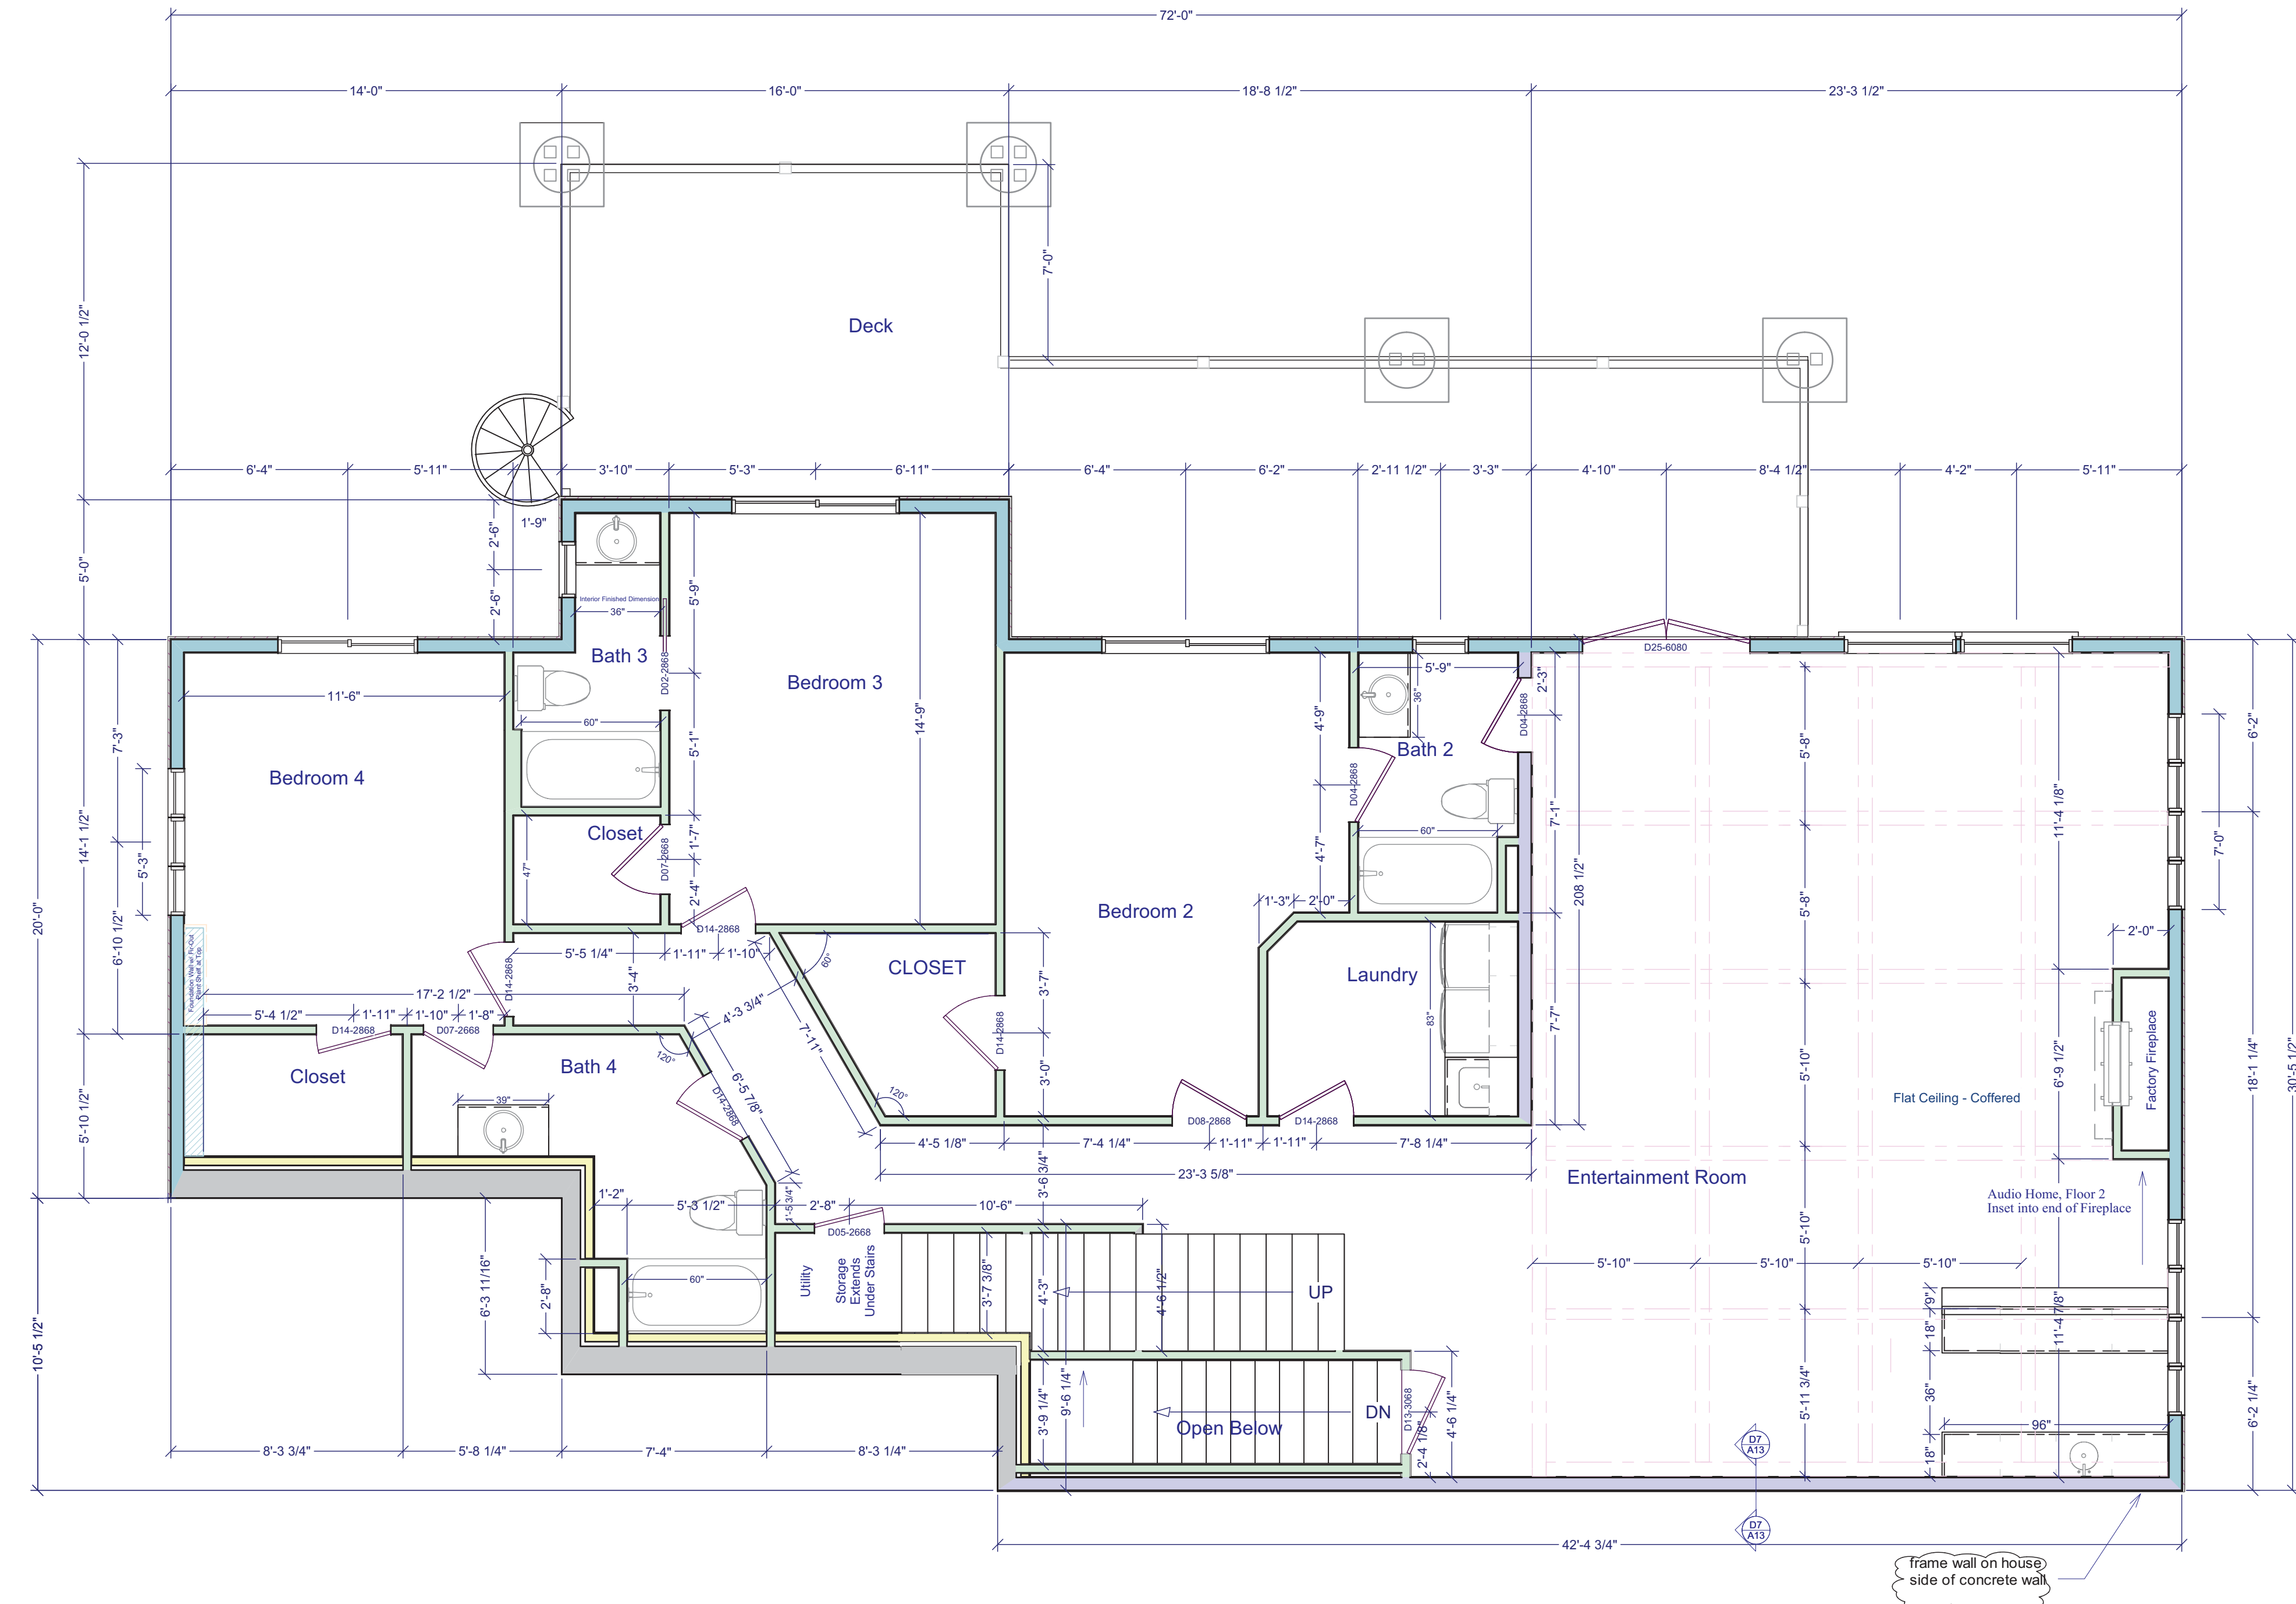 72'-0"
14'-0"
16'-0"
18'-8 1/2"
23'-3 1/2"
12'-0 1/2"
7'-0"
Deck
6'-4"
5'-11"
3'-10"
5'-3"
6'-11"
6'-4"
6'-2"
2'-11 1/2"
3'-3"
4'-10"
8'-4 1/2"
4'-2"
5'-11"
1'-9"
2'-6"
2'-6"
5'-0"
Interior Finished Dimension
36"
5'-9"
Bath 3
D02-2868
Bedroom 3
14'-9"
D25-6080
5'-9"
36"
2'-3"
D04-2868
11'-6"
60"
5'-1"
4'-9"
Bath 2
D04-2868
5'-8"
6'-2"
7'-3"
Bedroom 4
14'-1 1/2"
5'-3"
Closet
1'-7"
D07-2668
47"
2'-4"
4'-7"
60"
7'-1"
11'-4 1/8"
7'-0"
20'-0"
6'-10 1/2"
Foundation Wall w/ Fir-Out
Plant Shelf at Top
D14-2868
5'-5 1/4"
1'-11"
1'-10"
3'-4"
D14-2868
60°
CLOSET
Bedroom 2
1'-3"
2'-0"
208 1/2"
5'-8"
2'-0"
17'-2 1/2"
5'-4 1/2"
1'-11"
1'-10"
1'-8"
D14-2868
D07-2668
4'-3 3/4"
7'-11"
3'-7"
D14-2868
Laundry
83"
7'-7"
5'-10"
6'-9 1/2"
Factory Fireplace
18'-1 1/4"
30'-5 1/2"
5'-10 1/2"
Closet
Bath 4
39"
120°
6'-5 7/8"
D14-2868
120°
3'-0"
D08-2868
D14-2868
Flat Ceiling - Coffered
4'-5 1/8"
7'-4 1/4"
1'-11"
1'-11"
7'-8 1/4"
23'-3 5/8"
3'-6 3/4"
Entertainment Room
Audio Home, Floor 2
Inset into end of Fireplace
1'-2"
5'-3 1/2"
1'-5 3/4"
2'-8"
10'-6"
D05-2668
5'-10"
6'-3 11/16"
2'-8"
60"
Utility
Storage
Extends
Under Stairs
3'-7 3/8"
4'-3"
4'-6 1/2"
UP
5'-10"
5'-10"
5'-10"
9"
18"
11'-4 7/8"
10'-5 1/2"
3'-9 1/4"
9'-6 1/4"
Open Below
DN
D13-3068
2'-4 1/8"
4'-6 1/4"
5'-11 3/4"
36"
96"
18"
6'-2 1/4"
D7
A13
8'-3 3/4"
5'-8 1/4"
7'-4"
8'-3 1/4"
D7
A13
42'-4 3/4"
frame wall on house
side of concrete wall